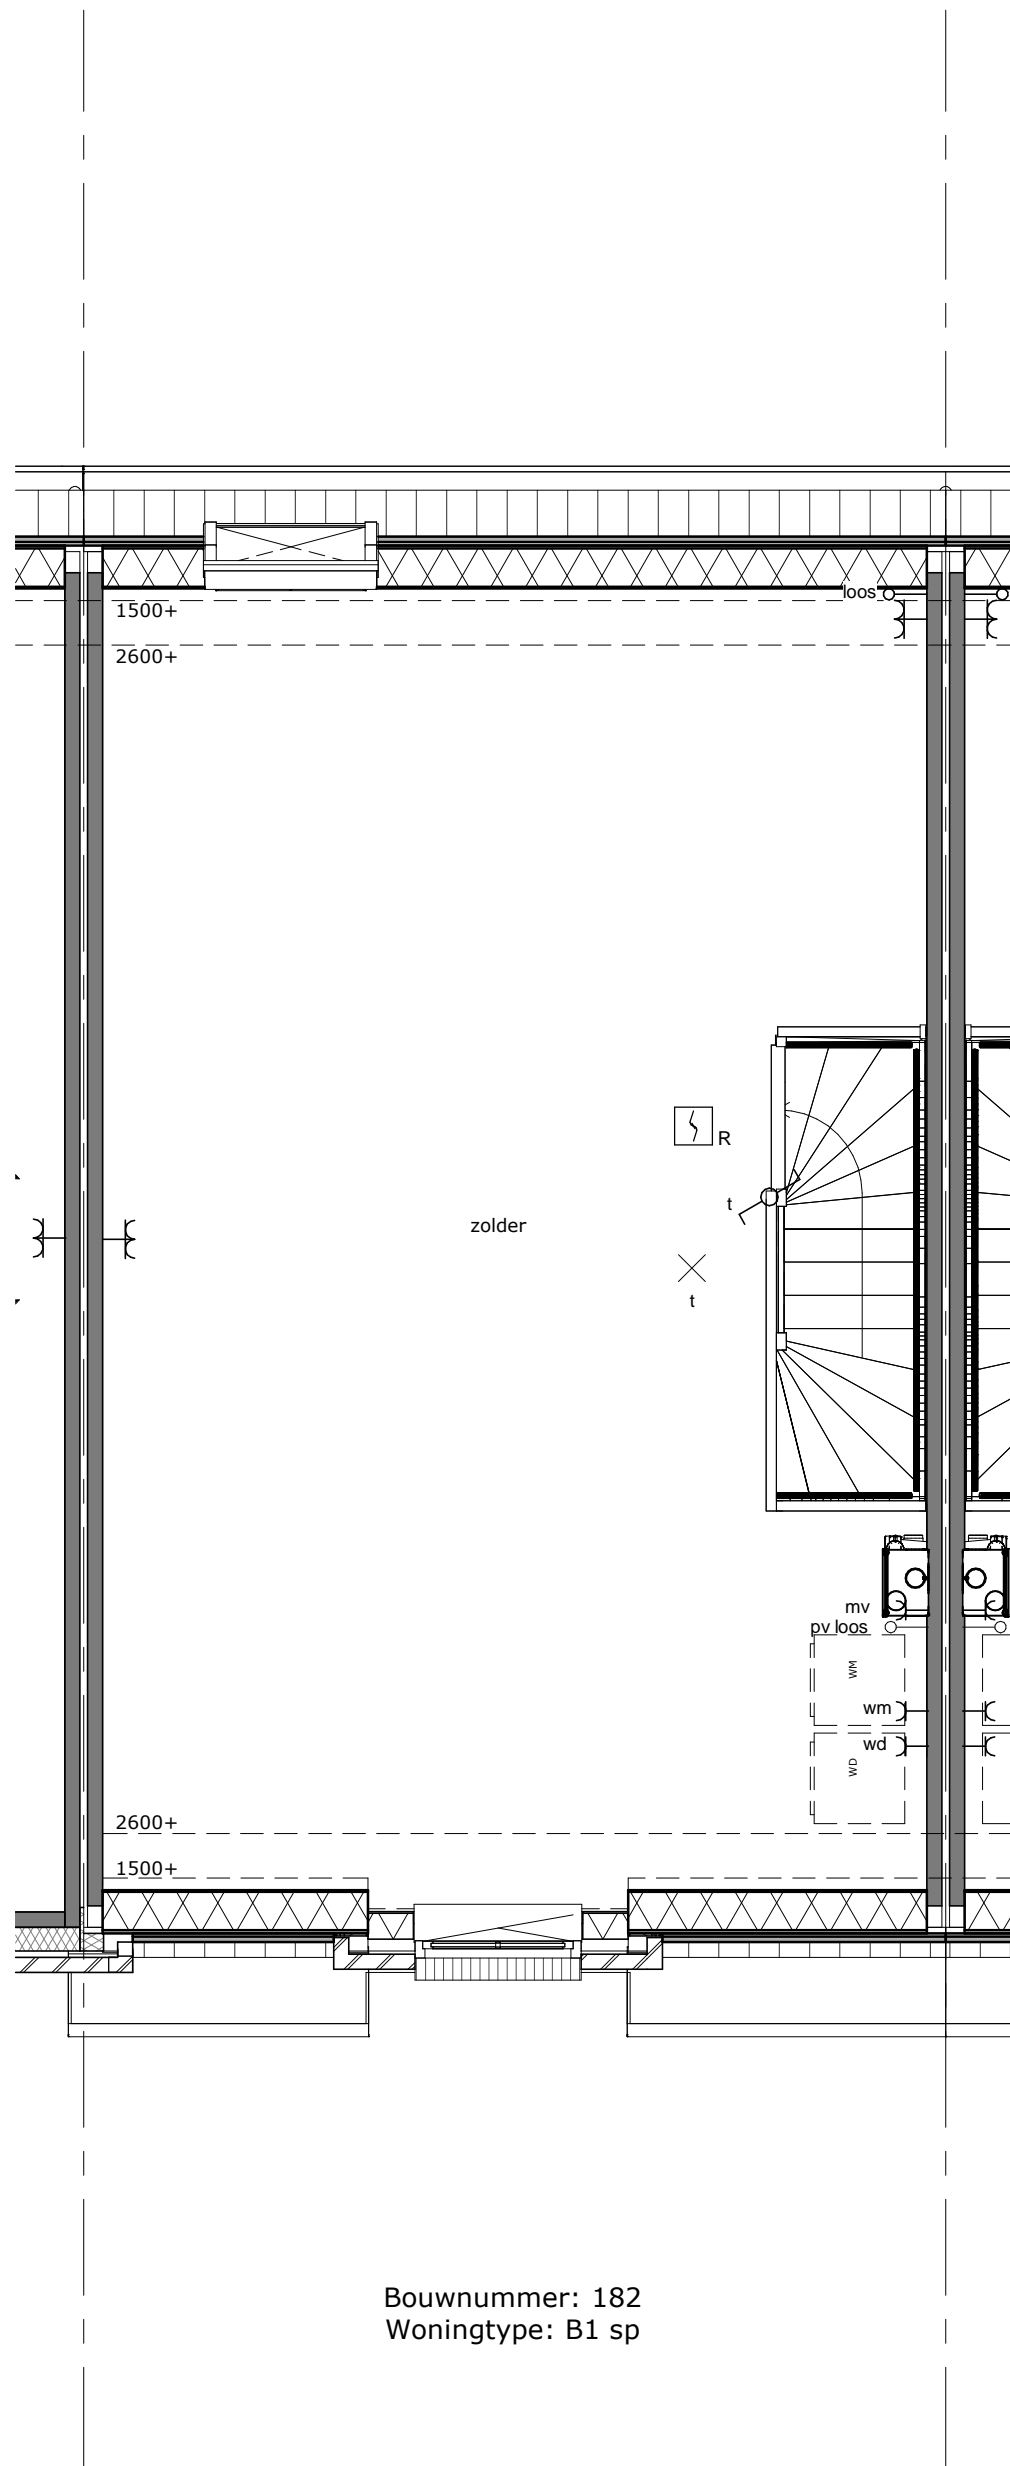 loos
1500+
2600+
R
t
zolder
t
mv
pv loos
WM
wm
wd
WD
2600+
1500+
Bouwnummer: 182
Woningtype: B1 sp